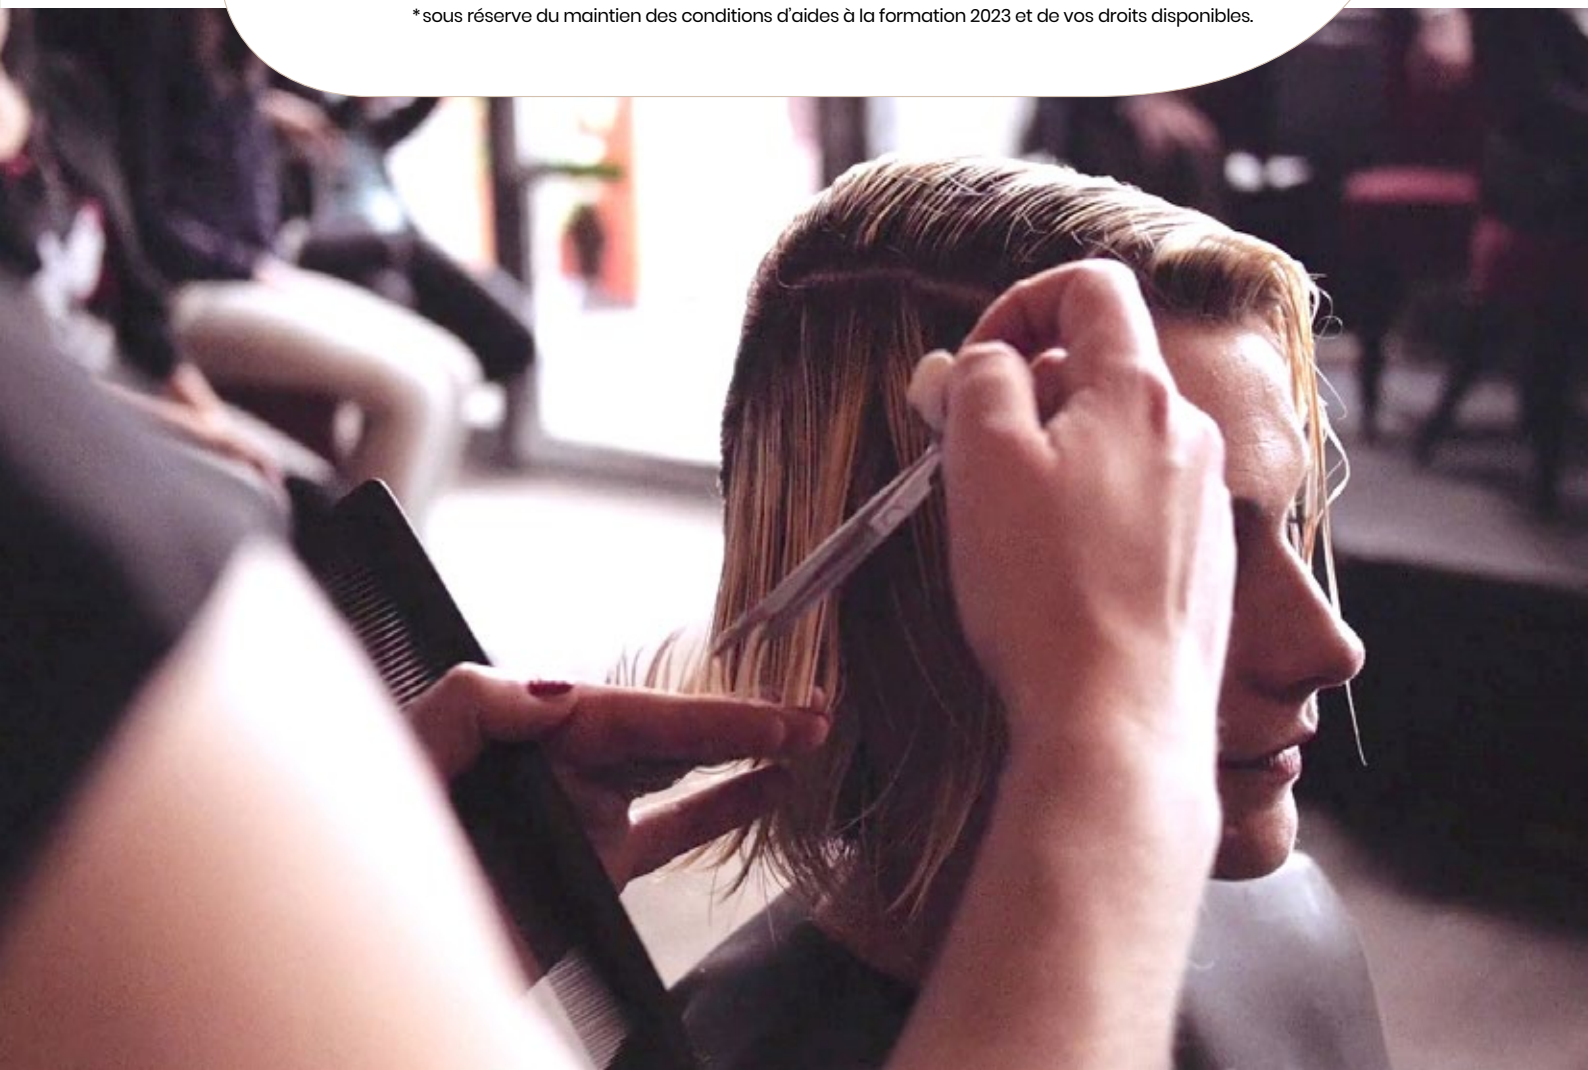 *sous réserve du maintien des conditions d'aides à la formation 2023 et de vos droits disponibles.